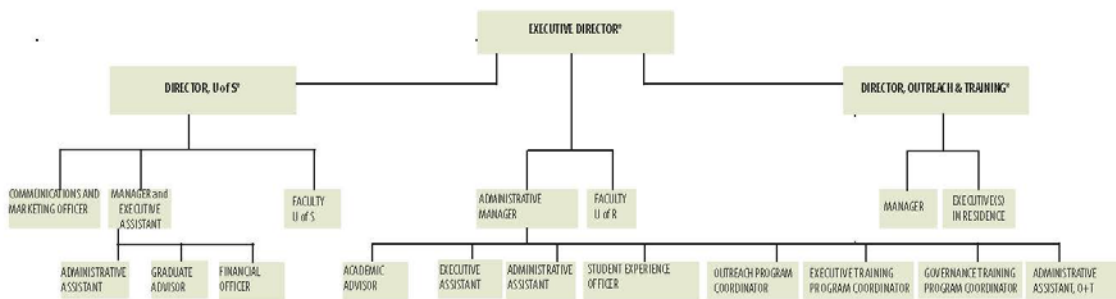 EXECUTIVE DIRECTOR*
DIRECTOR, U of S*
DIRECTOR, OUTREACH & TRAINING*
COMMUNICATIONS AND
MARKETING OFFICER
MANAGER and
EXECUTIVE
ASSISTANT
FACULTY
U of S
ADMINISTRATIVE
MANAGER
FACULTY
U of R
MANAGER
EXECUTIVE(S)
IN RESIDENCE
ADMINISTRATIVE
ASSISTANT
GRADUATE
ADVISOR
FINANCIAL
OFFICER
ACADEMIC
ADVISOR
EXECUTIVE
ASSISTANT
ADMINISTRATIVE
ASSISTANT
STUDENT EXPERIENCE
OFFICER
OUTREACH PROGRAM
COORDINATOR
EXECUTIVE TRAINING
PROGRAM COORDINATOR
GOVERNANCE TRAINING
PROGRAM COORDINATOR
ADMINISTRATIVE
ASSISTANT, O+T